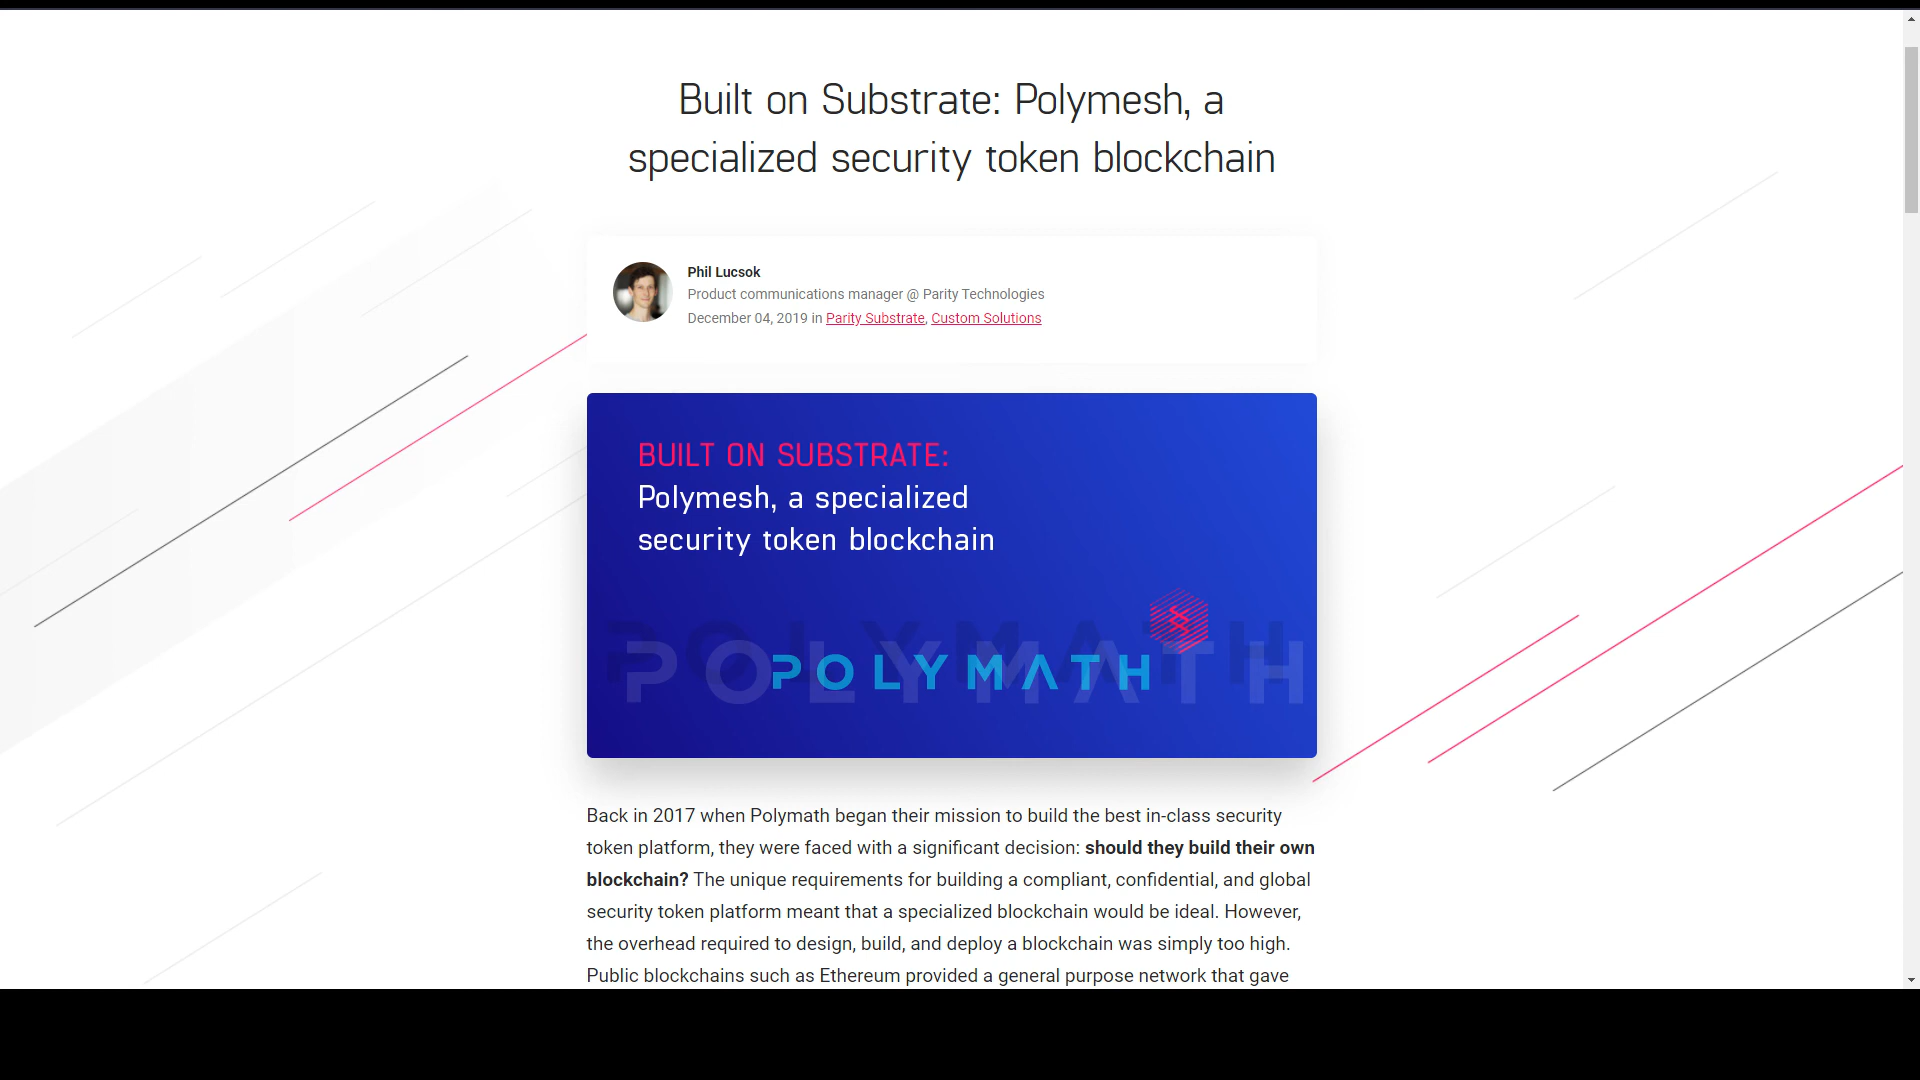 Built on Substrate: Polymesh, a
specialized security token blockchain
Phil Lucsok
Product communications manager @ Parity Technologies
December 04, 2019 in Parity Substrate, Custom Solutions
BUILT ON SUBSTRATE:
Polymesh, a specialized
security token blockchain
POLYMATH
POLYMATH
POLYMATH
Back in 2017 when Polymath began their mission to build the best in-class security
token platform, they were faced with a significant decision: should they build their own
blockchain? The unique requirements for building a compliant, confidential, and global
security token platform meant that a specialized blockchain would be ideal. However,
the overhead required to design, build, and deploy a blockchain was simply too high.
Public blockchains such as Ethereum provided a general purpose network that gave